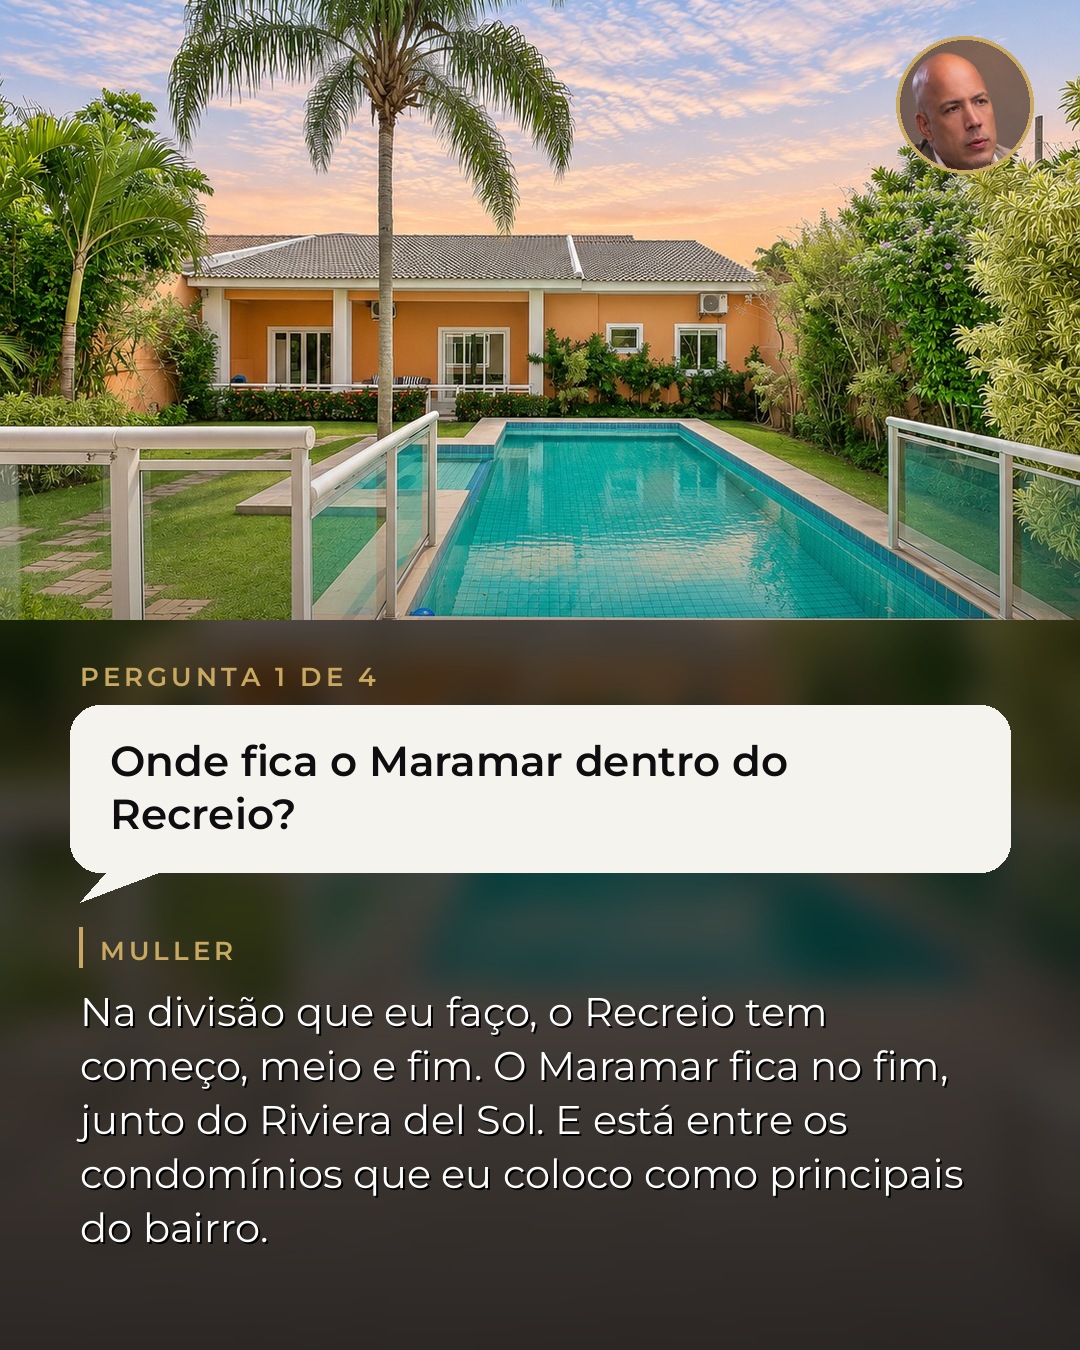 PERGUNTA 1 DE 4
Onde fica o Maramar dentro do
Recreio?
MULLER
Na divisão que eu faço, o Recreio tem
começo, meio e fim. O Maramar fica no fim,
junto do Riviera del Sol. E está entre os
condomínios que eu coloco como principais
do bairro.